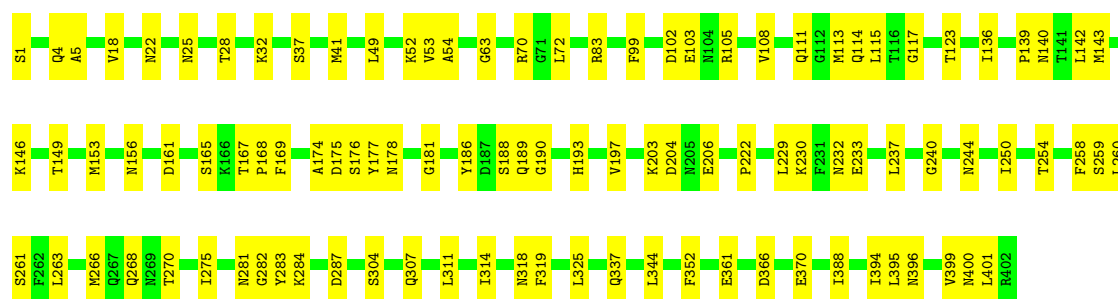 S1 Q4 A5 V18 N22 N25 T28 K32 S37 M41 L49 K52 V53 A54 G63 R70 G71 L72 R83 F99 D102 E103 N104 R105 V108 Q111 G112 M113 Q114 L115 T116 G117 T123 I136 P139 N140 T141 L142 M143
K146 T149 M153 N156 D161 S165 K166 T167 P168 F169 A174 D175 S176 Y177 N178 G181 Y186 D187 S188 Q189 G190 H193 V197 K203 D204 N205 E206 P222 L229 K230 F231 N232 E233 L237 G240 N244 I250 T254 F258 S259 L260
S261 F262 L263 M266 Q267 Q268 N269 T270 I275 N281 G282 Y283 K284 D287 S304 Q307 L311 I314 N318 F319 L325 Q337 L344 F352 E361 D366 E370 I388 I394 L395 N396 V399 N400 L401 R402